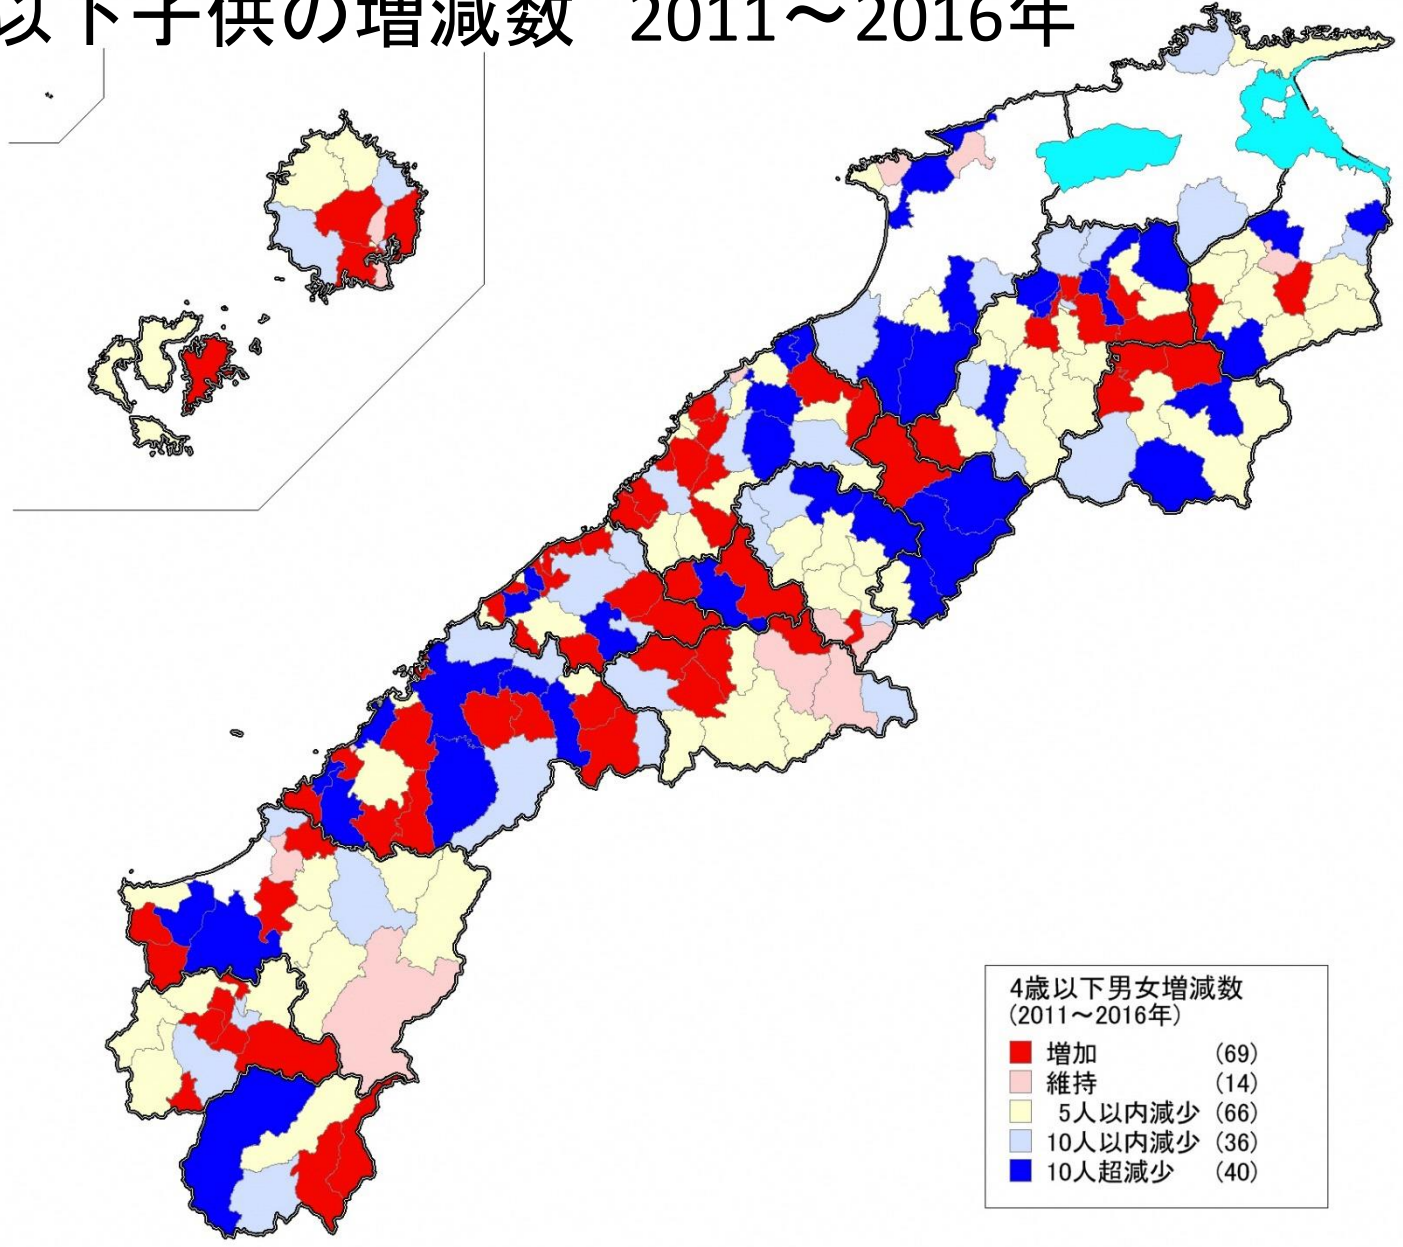 以下子供の増減数 2011～2016年
4歳以下男女増減数
(2011～2016年)
増加 (69)
維持 (14)
5人以内減少 (66)
10人以内減少 (36)
10人超減少 (40)